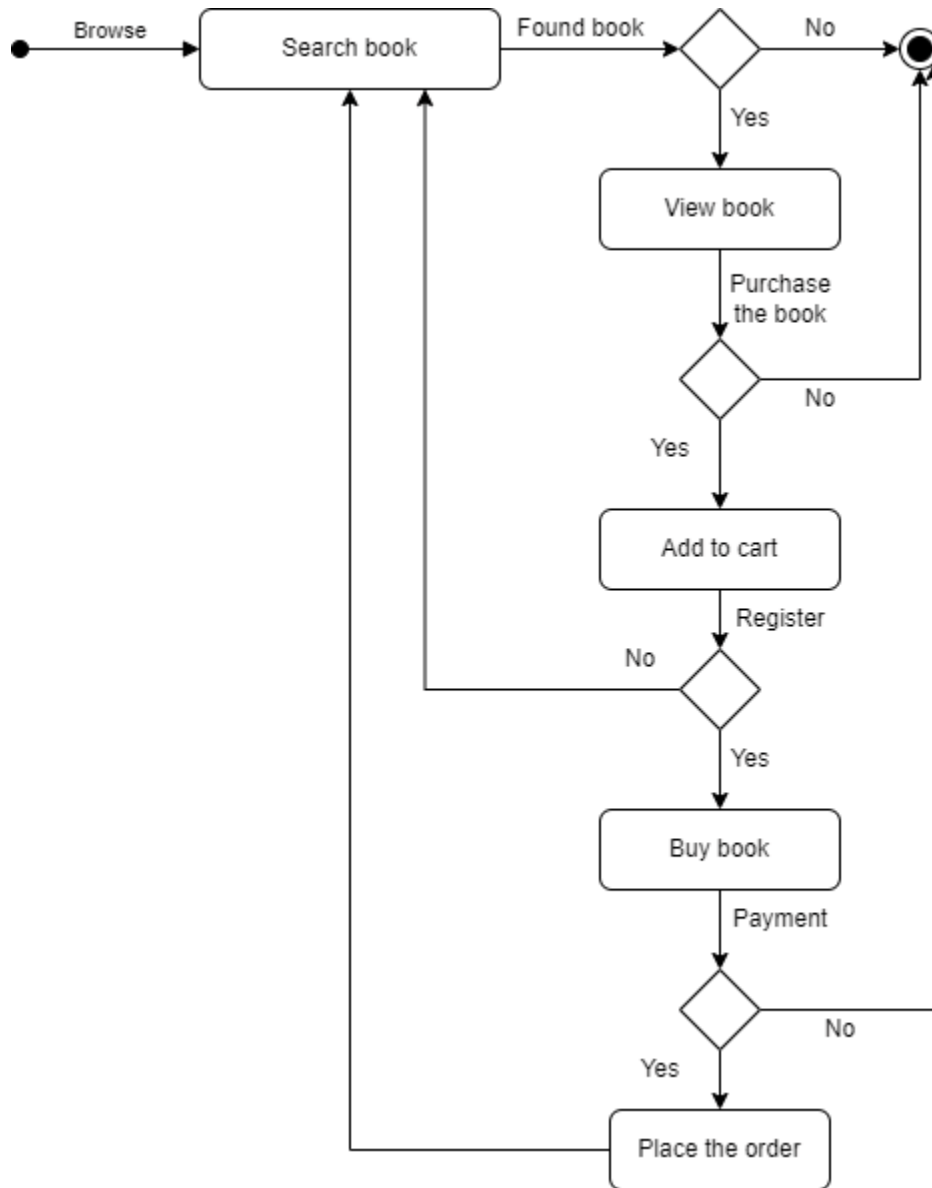 Browse
Search book
Found book
No
Yes
View book
Purchase
the book
No
Yes
Add to cart
Register
No
Yes
Buy book
Payment
No
Yes
Place the order